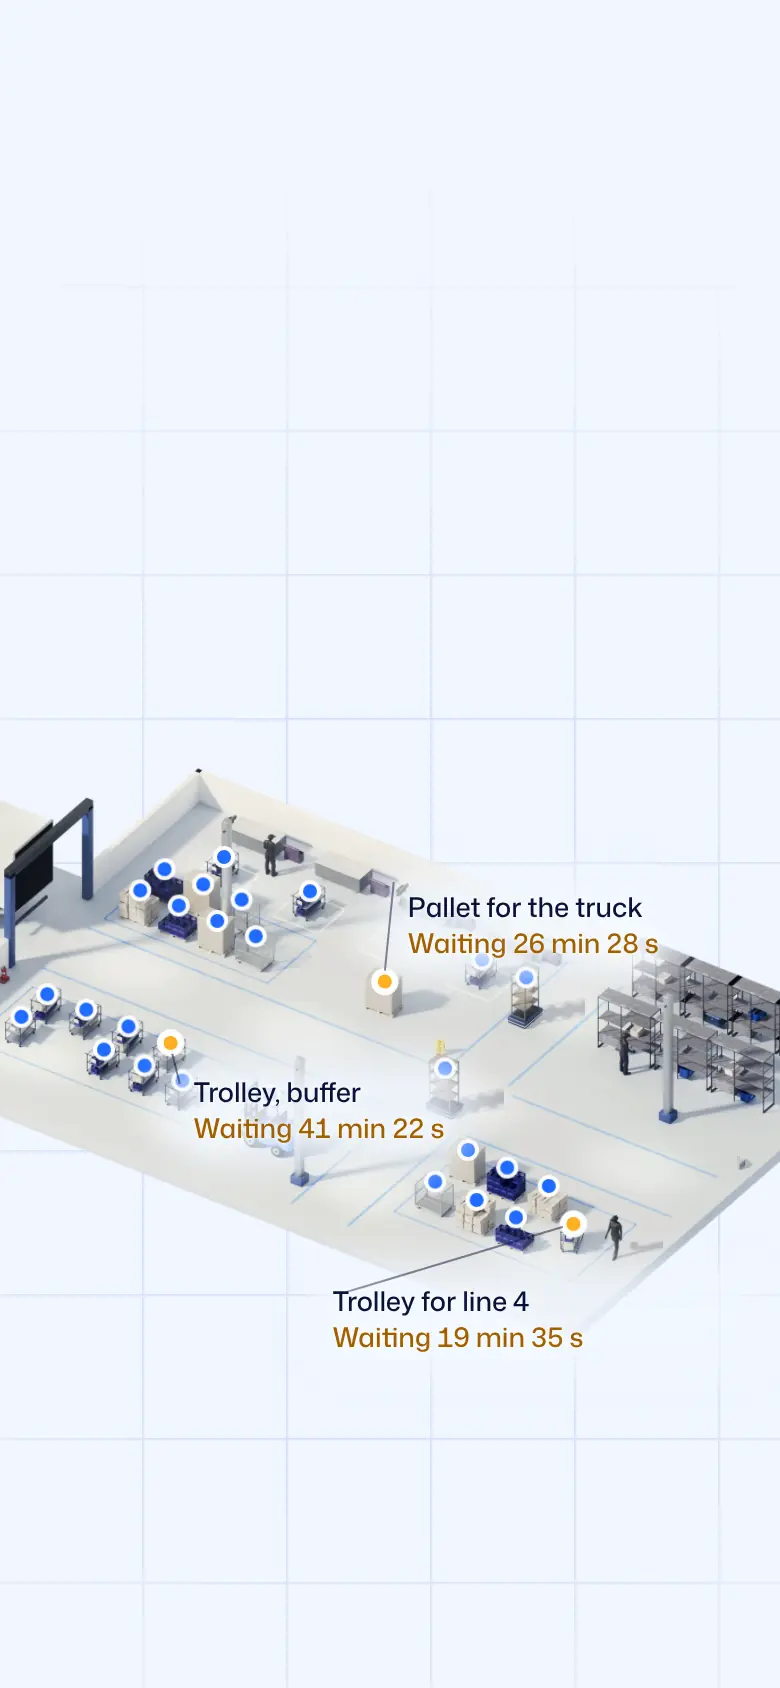 Pallet for the truck
Waiting 26 min 28 s
Trolley, buffer
Waiting 41 min 22 s
Trolley for line 4
Waiting 19 min 35 s